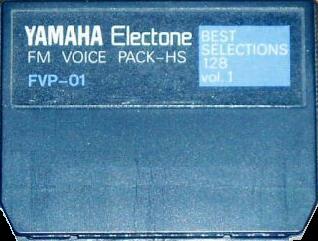 YAMAHA Electone
FM VOICE PACK-HS
FVP-01
BEST
SELECTIONS
128
vol.1